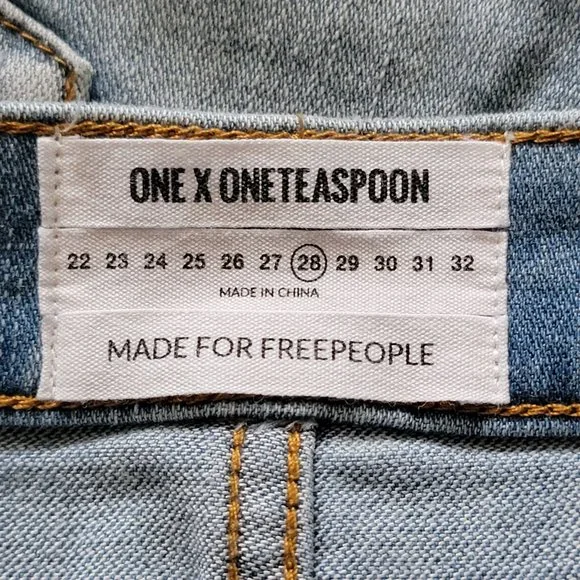 ONE X ONETEASPOON
22 23 24 25 26 27 28 29 30 31 32
MADE IN CHINA
MADE FOR FREEPEOPLE